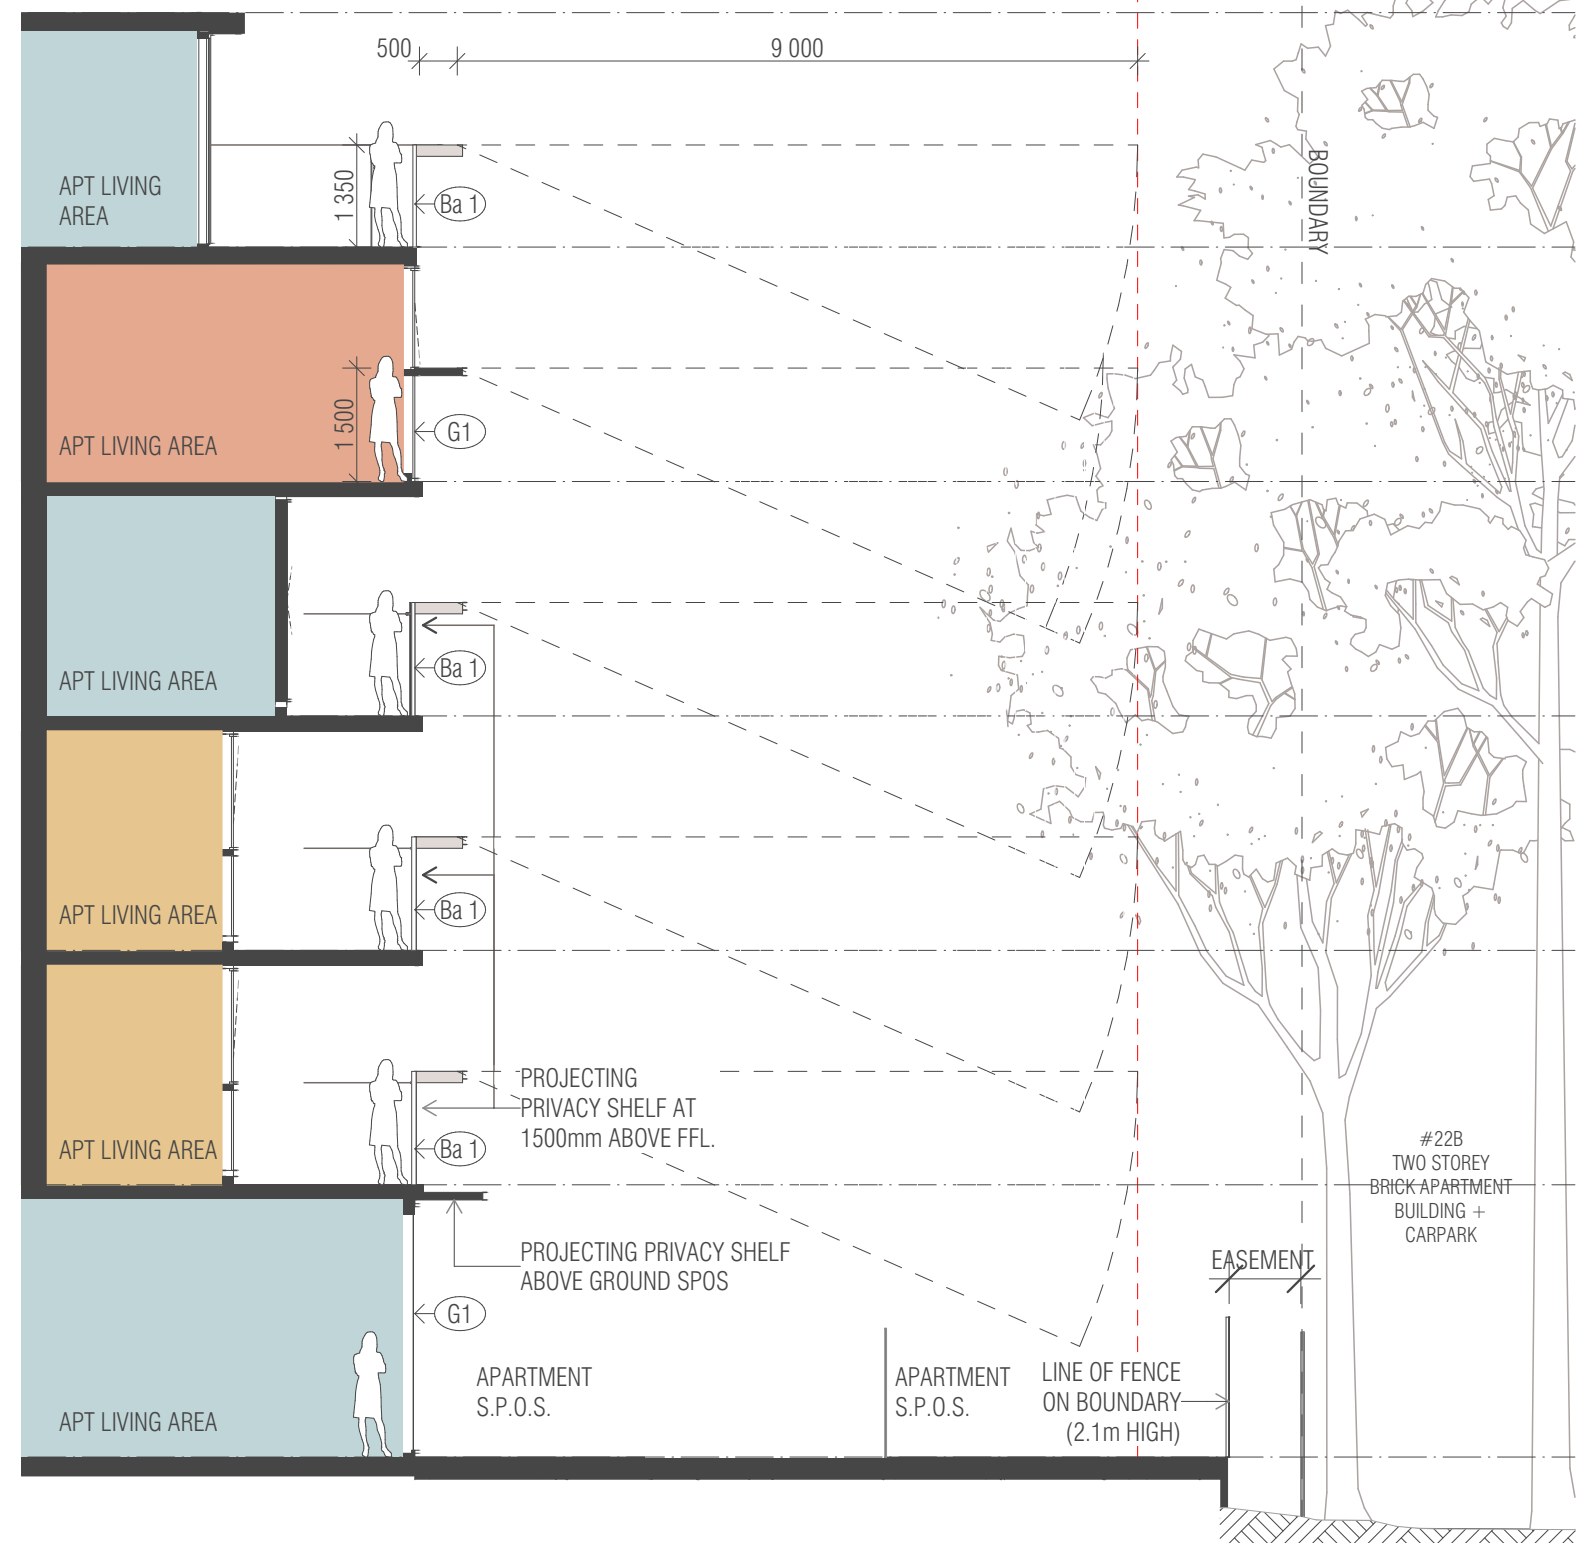 500
9 000
BOUNDARY
APT LIVING
AREA
1 350
Ba 1
APT LIVING AREA
1 500
G1
APT LIVING AREA
Ba 1
APT LIVING AREA
Ba 1
APT LIVING AREA
Ba 1
PROJECTING
PRIVACY SHELF AT
1500mm ABOVE FFL.
#22B
TWO STOREY
BRICK APARTMENT
BUILDING +
CARPARK
PROJECTING PRIVACY SHELF
ABOVE GROUND SPOS
EASEMENT
G1
APT LIVING AREA
APARTMENT
S.P.O.S.
APARTMENT
S.P.O.S.
LINE OF FENCE
ON BOUNDARY
(2.1m HIGH)